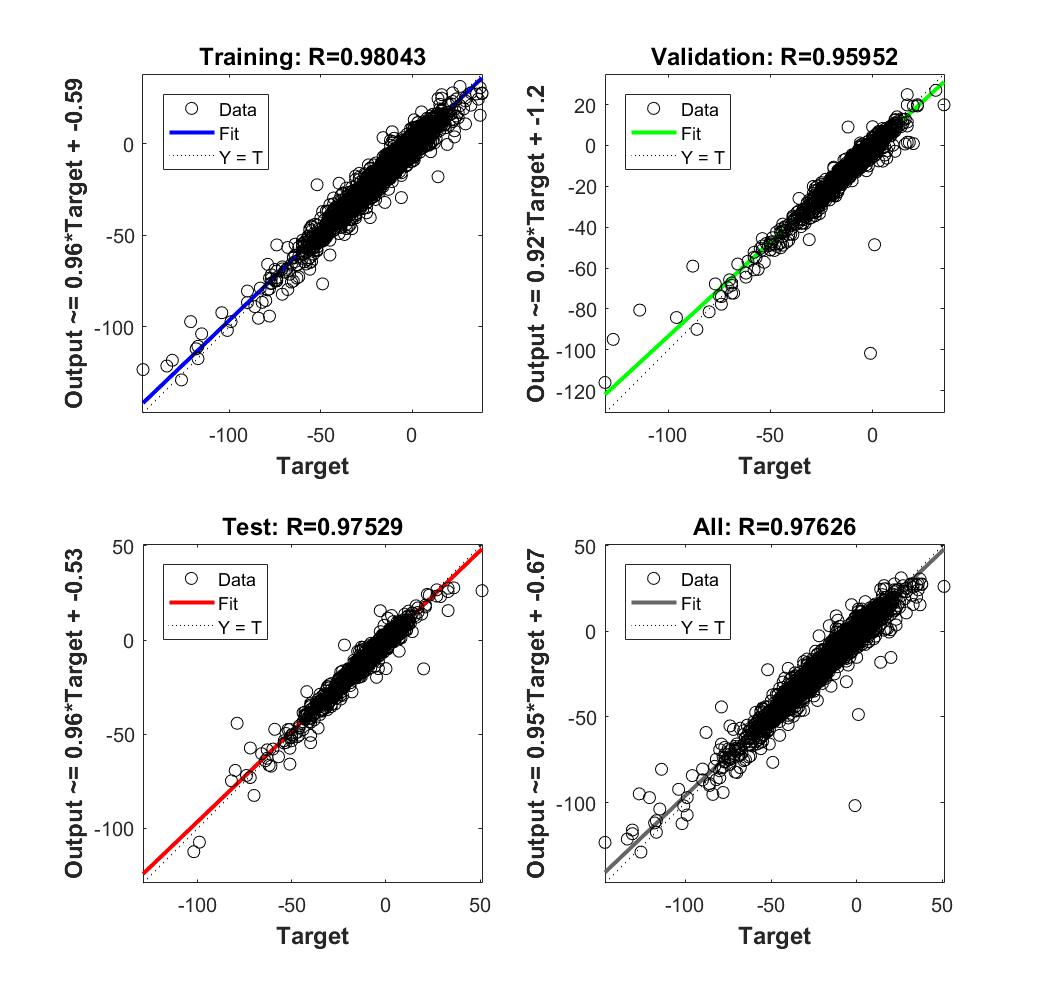 Training: R=0.98043
Output ~= 0.96*Target + -0.59
Data
Fit
Y = T
0
-50
-100
-100
-50
0
Target
Validation: R=0.95952
Output ~= 0.92*Target + -1.2
Data
Fit
Y = T
20
0
-20
-40
-60
-80
-100
-120
-100
-50
0
Target
Test: R=0.97529
Output ~= 0.96*Target + -0.53
Data
Fit
Y = T
50
0
-50
-100
-100
-50
0
50
Target
All: R=0.97626
Output ~= 0.95*Target + -0.67
Data
Fit
Y = T
50
0
-50
-100
-100
-50
0
50
Target